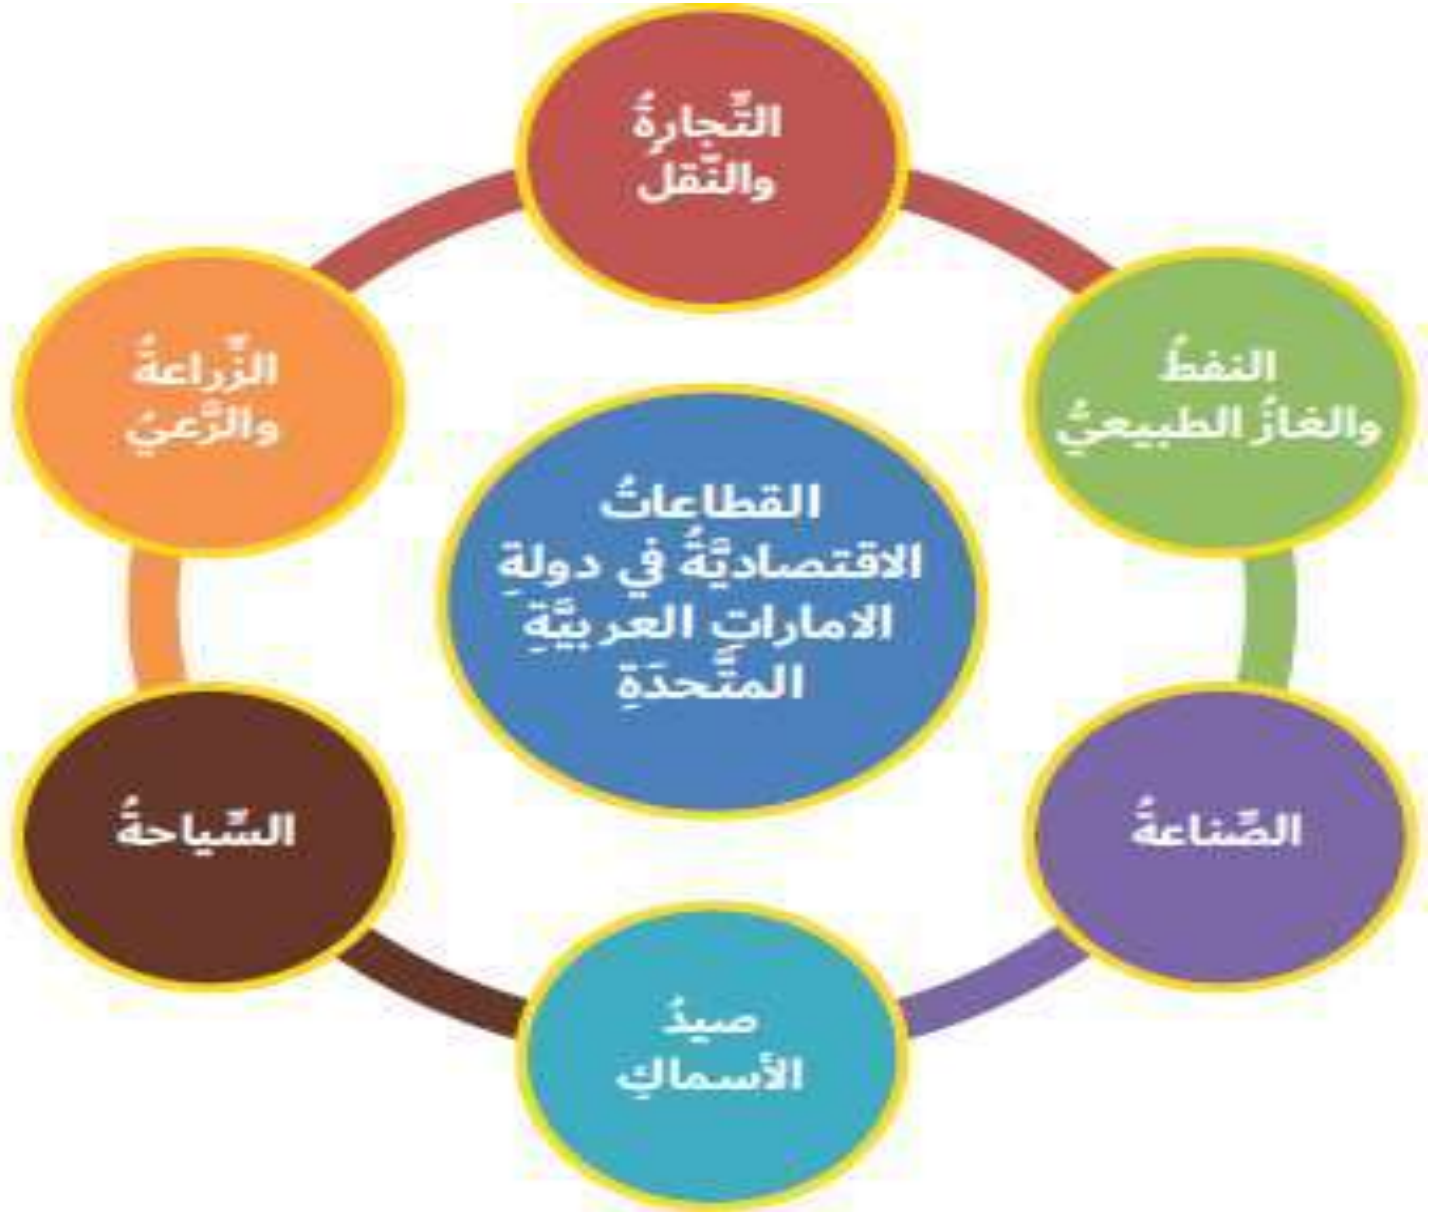 التِّجارةُ
والنَّقلُ
النفطُ
والغازُ الطبيعيُّ
الزِّراعةُ
والرَّعيُ
القطاعاتُ
الاقتصاديَّةُ في دولةِ
الاماراتِ العربيَّةِ
المتَّحدَةِ
الصِّناعةُ
السِّياحةُ
صيدُ
الأسماكِ